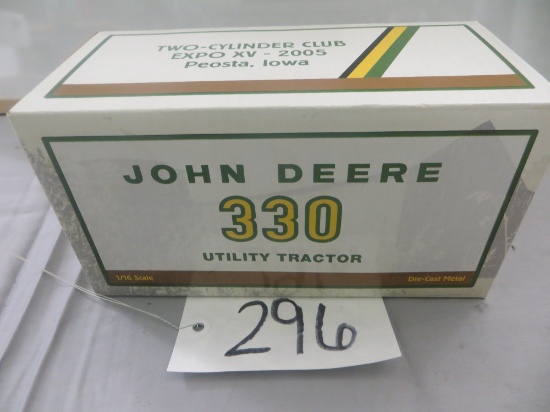 TWO-CYLINDER CLUB
EXPO XV - 2005
Peosta, Iowa
JOHN DEERE
330
UTILITY TRACTOR
1/16 Scale
Die-Cast Metal
296